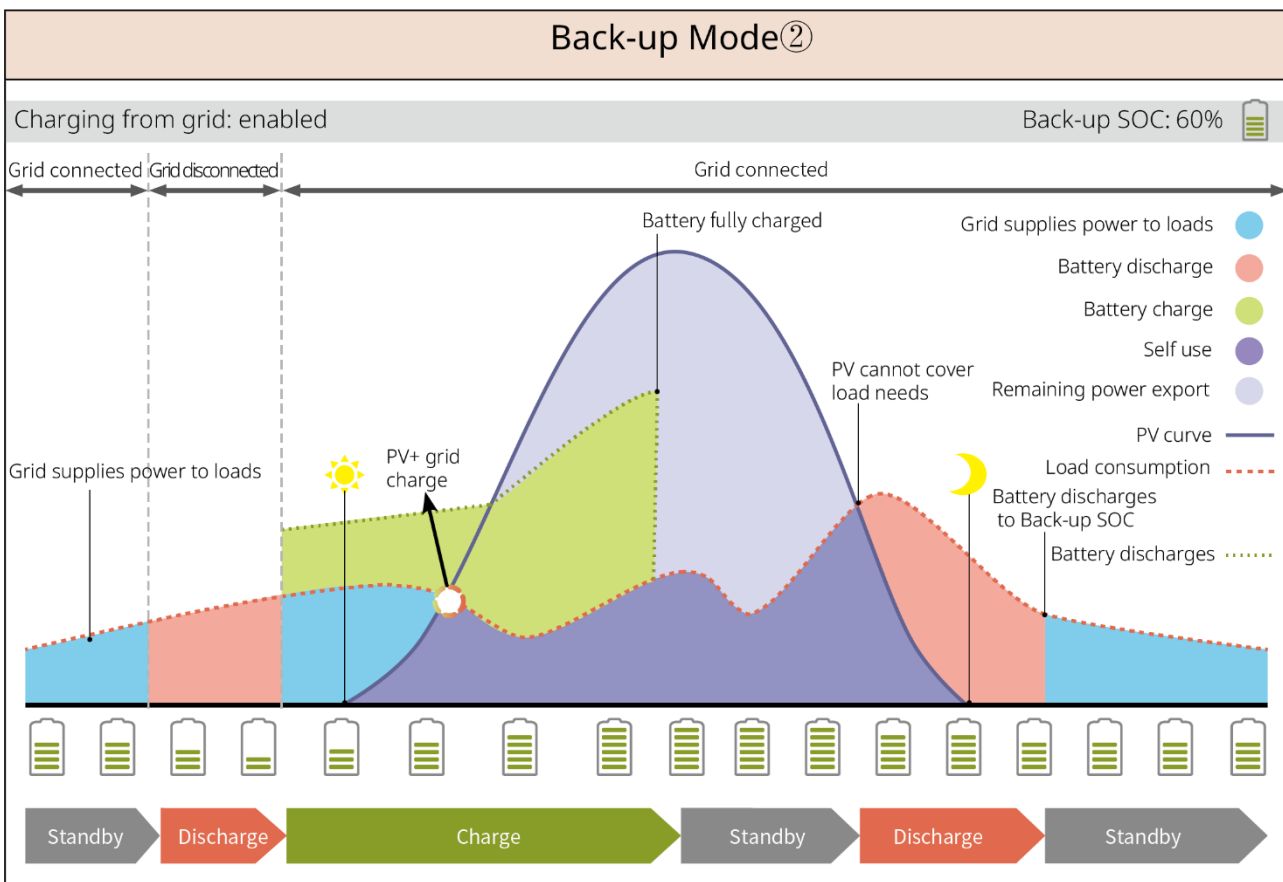 Back-up Mode②
Charging from grid: enabled
Back-up SOC: 60%
Grid connected
Grid disconnected
Grid connected
Battery fully charged
Grid supplies power to loads
Battery discharge
Battery charge
Self use
Remaining power export
PV curve
Load consumption
Battery discharges
PV cannot cover
load needs
PV+ grid
charge
Grid supplies power to loads
Battery discharges
to Back-up SOC
Standby
Discharge
Charge
Standby
Discharge
Standby